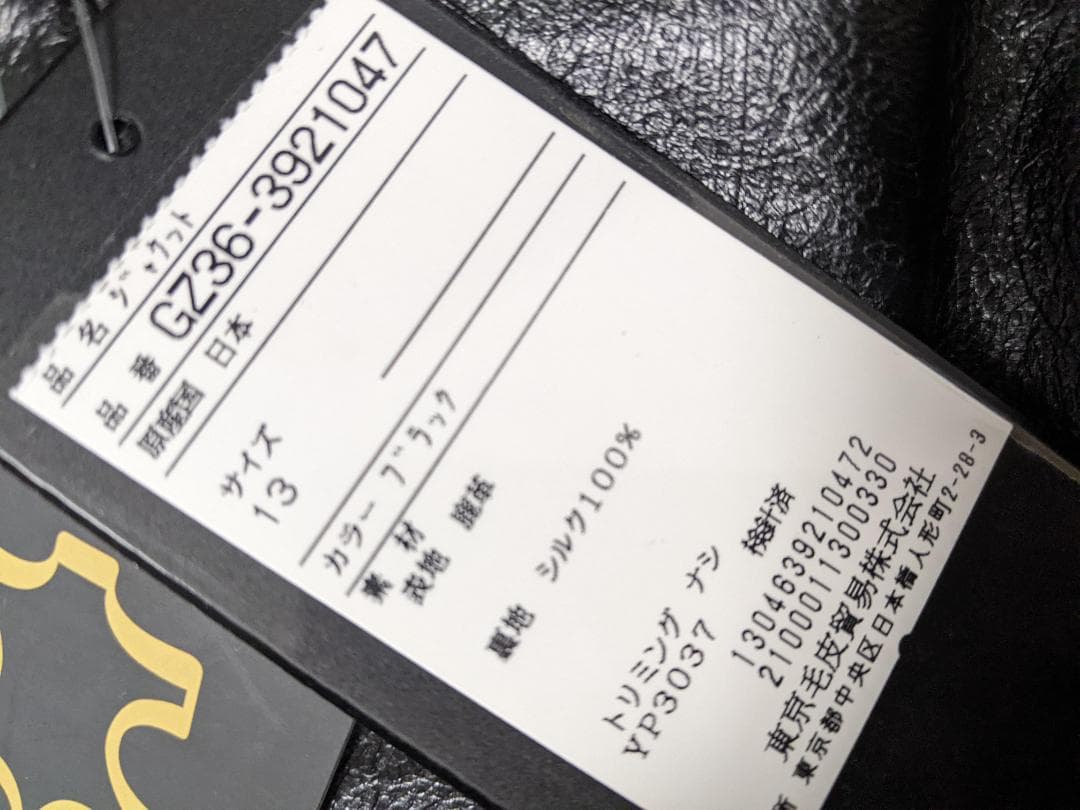 品名 ジャケット
品番 GZ36-3921047
原産国 日本
サイズ
13
カラー ブラック
素材
表地 鹿革
裏地 シルク100%
トリミング ナシ
YP3037
検針済
1304639210472
2100011300330
東京毛皮貿易株式会社
所 東京都中央区日本橋人形町2-28-3